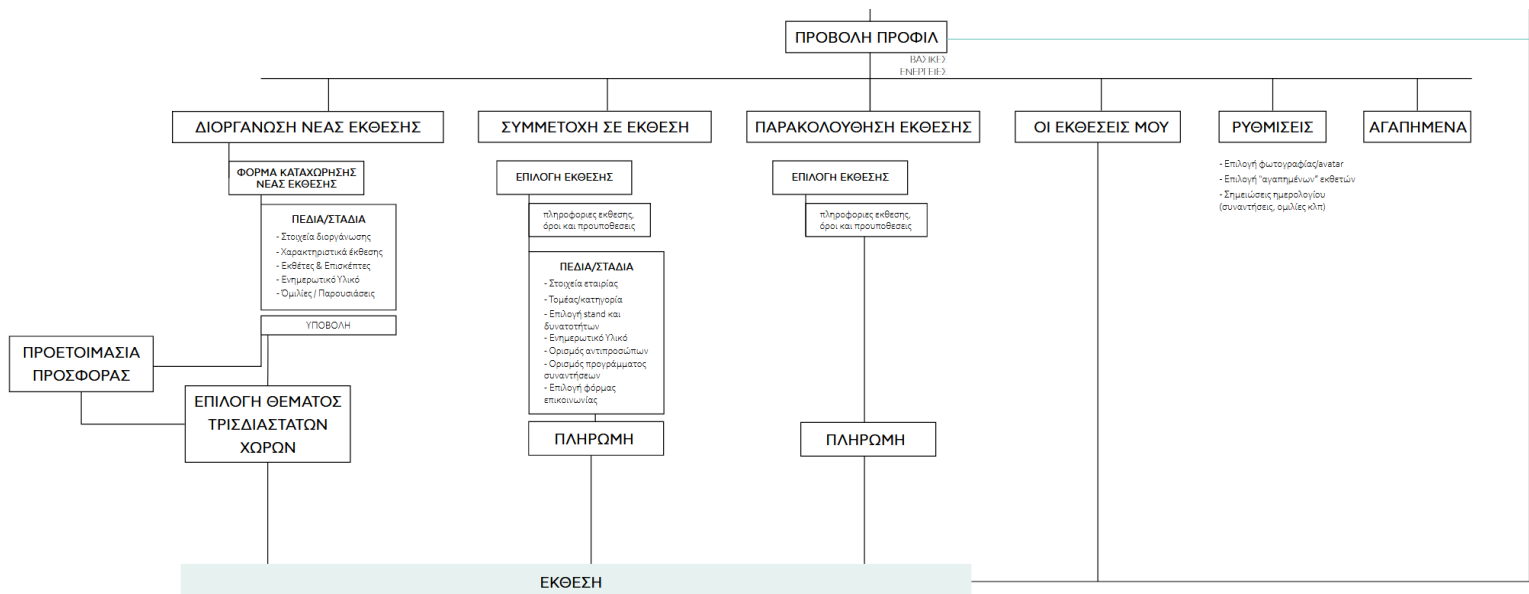 ΠΡΟΒΟΛΗ ΠΡΟΦΙΛ
ΒΑΣΙΚΕΣ
ΕΝΕΡΓΕΙΕΣ
ΔΙΟΡΓΑΝΩΣΗ ΝΕΑΣ ΕΚΘΕΣΗΣ
ΣΥΜΜΕΤΟΧΗ ΣΕ ΕΚΘΕΣΗ
ΠΑΡΑΚΟΛΟΥΘΗΣΗ ΕΚΘΕΣΗΣ
ΟΙ ΕΚΘΕΣΕΙΣ ΜΟΥ
ΡΥΘΜΙΣΕΙΣ
ΑΓΑΠΗΜΕΝΑ
ΦΟΡΜΑ ΚΑΤΑΧΩΡΗΣΗΣ
ΝΕΑΣ ΕΚΘΕΣΗΣ
ΠΕΔΙΑ/ΣΤΑΔΙΑ
- Στοιχεία διοργάνωσης
- Χαρακτηριστικά έκθεσης
- Εκθέτες & Επισκέπτες
- Ενημερωτικό Υλικό
- Όμιλίες / Παρουσιάσεις
ΥΠΟΒΟΛΗ
ΠΡΟΕΤΟΙΜΑΣΙΑ
ΠΡΟΣΦΟΡΑΣ
ΕΠΙΛΟΓΗ ΘΕΜΑΤΟΣ
ΤΡΙΣΔΙΑΣΤΑΤΩΝ
ΧΩΡΩΝ
ΕΠΙΛΟΓΗ ΕΚΘΕΣΗΣ
πληροφοριες εκθεσης,
όροι και προυποθεσεις
ΠΕΔΙΑ/ΣΤΑΔΙΑ
- Στοιχεία εταιρίας
- Τομέας/κατηγορία
- Επιλογή stand και
δυνατοτήτων
- Ενημερωτικό Υλικό
- Ορισμός αντιπροσώπων
- Ορισμός προγράμματος
συναντήσεων
- Επιλογή φόρμας
επικοινωνίας
ΠΛΗΡΩΜΗ
ΕΠΙΛΟΓΗ ΕΚΘΕΣΗΣ
πληροφοριες εκθεσης,
όροι και προυποθεσεις
ΠΛΗΡΩΜΗ
- Επιλογή φωτογραφίας/avatar
- Επιλογή "αγαπημένων" εκθετών
- Σημειώσεις ημερολογίου
(συναντήσεις, ομιλίες κλπ)
ΕΚΘΕΣΗ